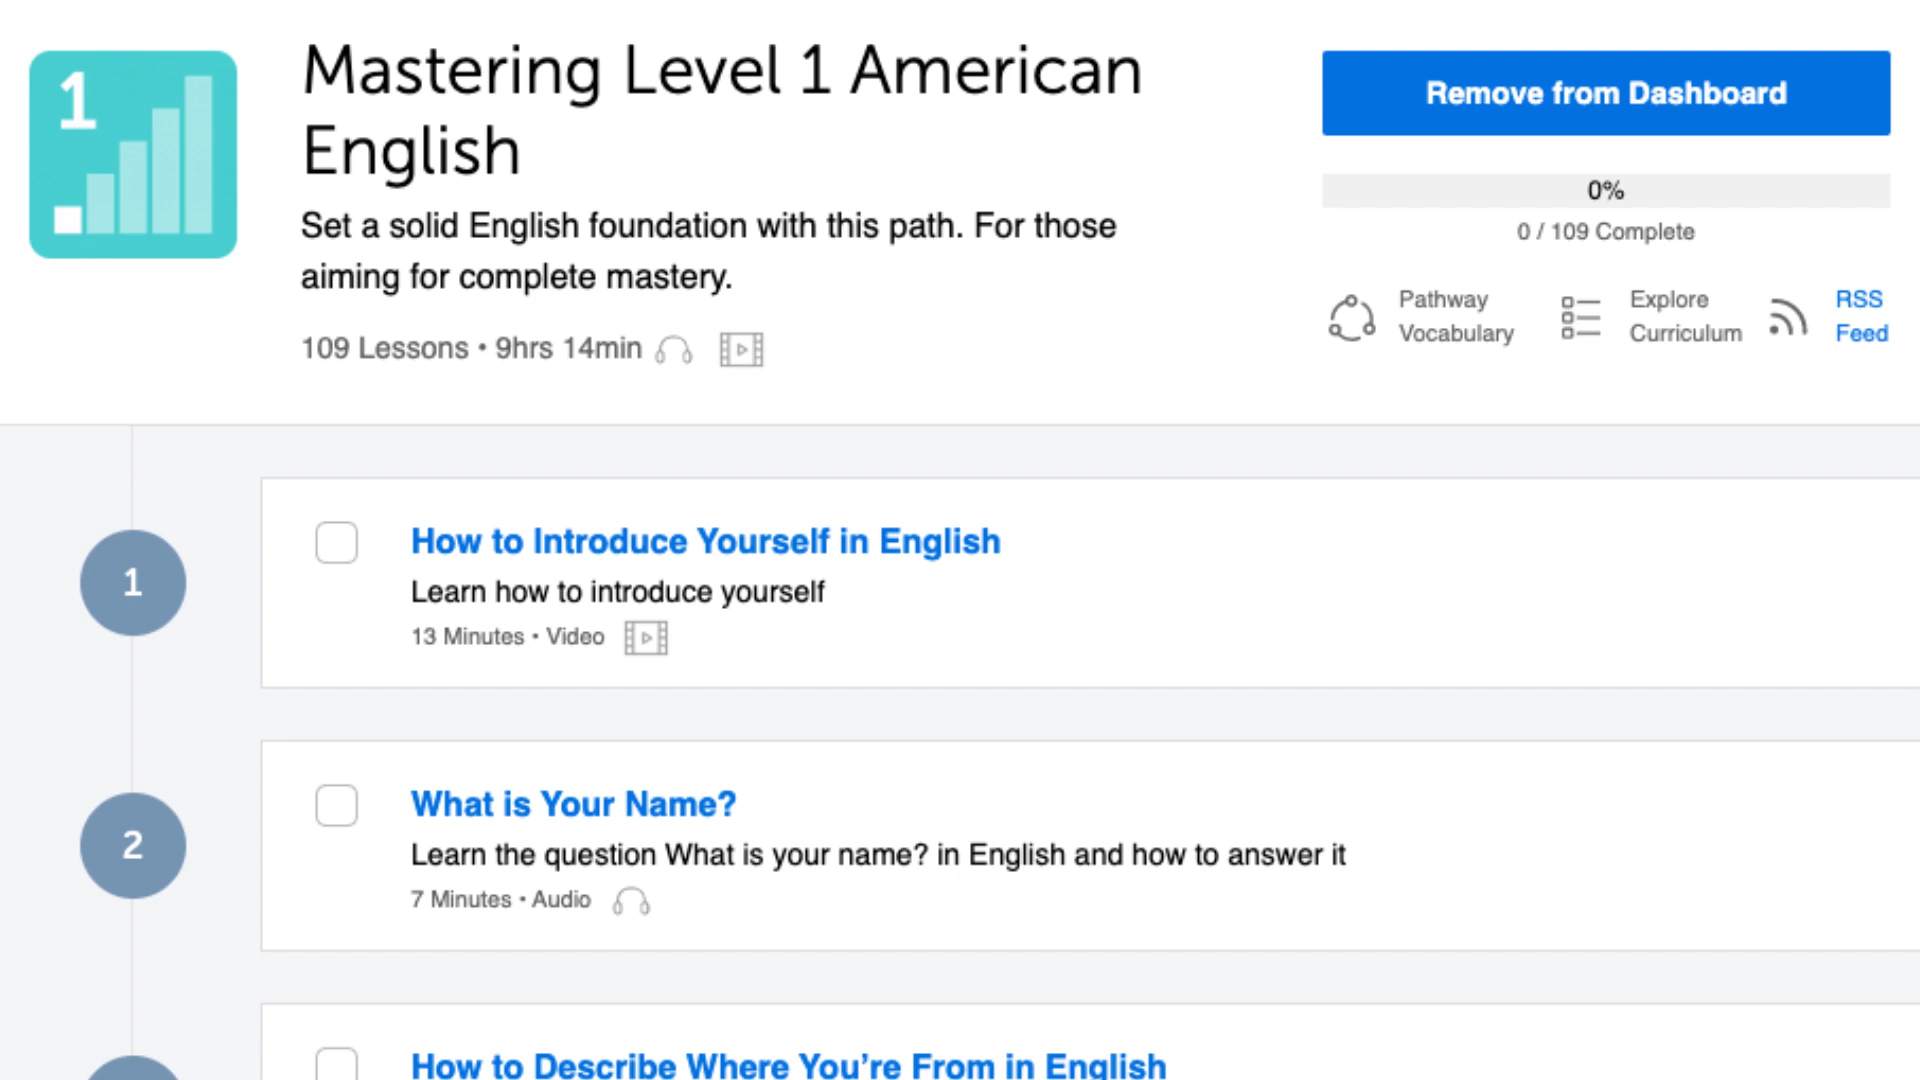 1
Mastering Level 1 American
English
Set a solid English foundation with this path. For those
aiming for complete mastery.
109 Lessons • 9hrs 14min
Remove from Dashboard
0%
0 / 109 Complete
Pathway
Vocabulary
Explore
Curriculum
RSS
Feed
1
How to Introduce Yourself in English
Learn how to introduce yourself
13 Minutes • Video
2
What is Your Name?
Learn the question What is your name? in English and how to answer it
7 Minutes • Audio
How to Describe Where You’re From in English